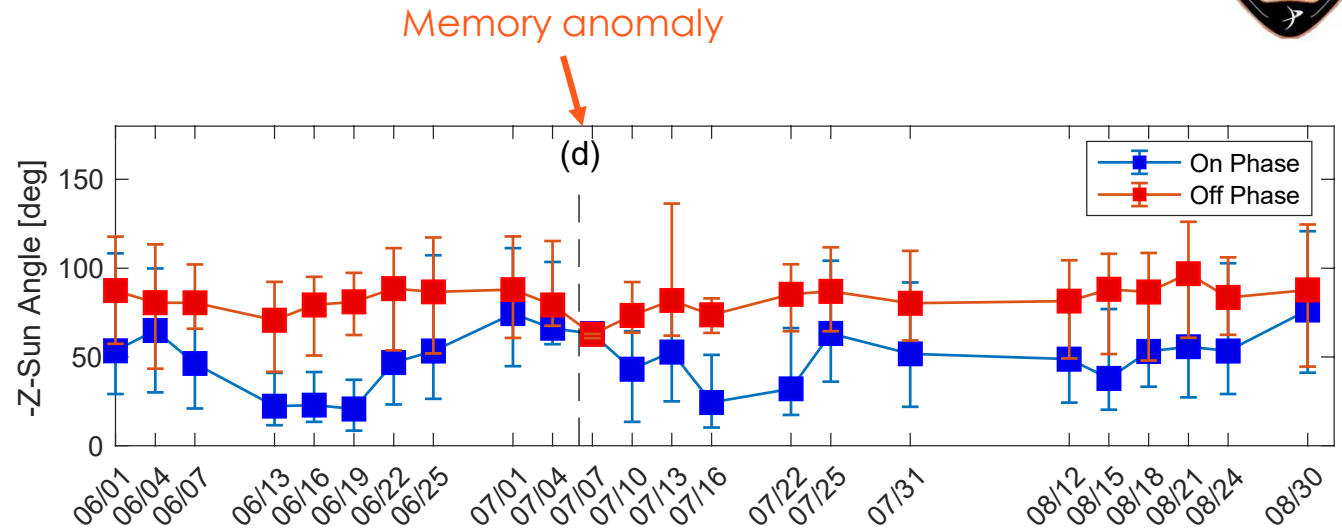 Memory anomaly
(d)
-Z-Sun Angle [deg]
150
100
50
0
On Phase
Off Phase
06/01 06/04 06/07 06/13 06/16 06/19 06/22 06/25 07/01 07/04 07/07 07/10 07/13 07/16 07/22 07/25 07/31 08/12 08/15 08/18 08/21 08/24 08/30